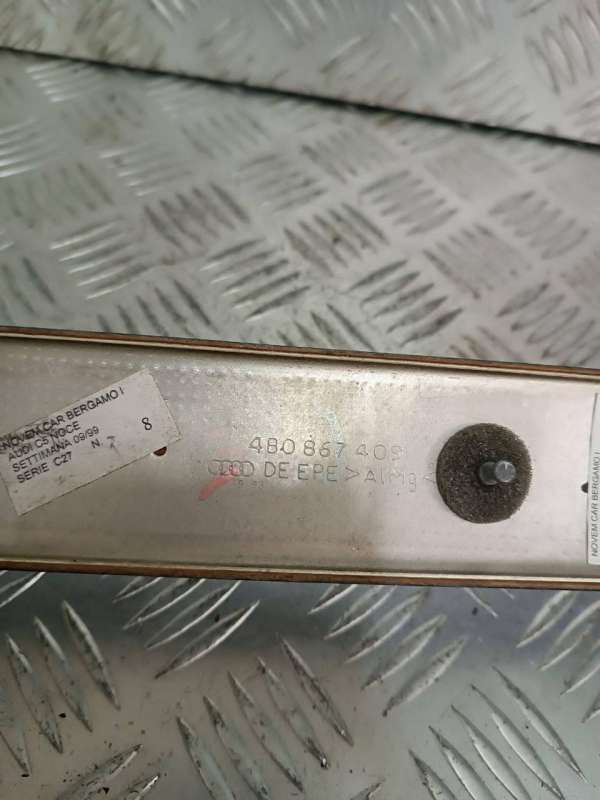 NOVEM CAR BERGAMO I
AUDI C5 NOCE
SETTIMANA 09/99
SERIE C27 N. 7 8
4B0 867 409
DE EPE >AlMg<
NOVEM CAR BERGAMO I